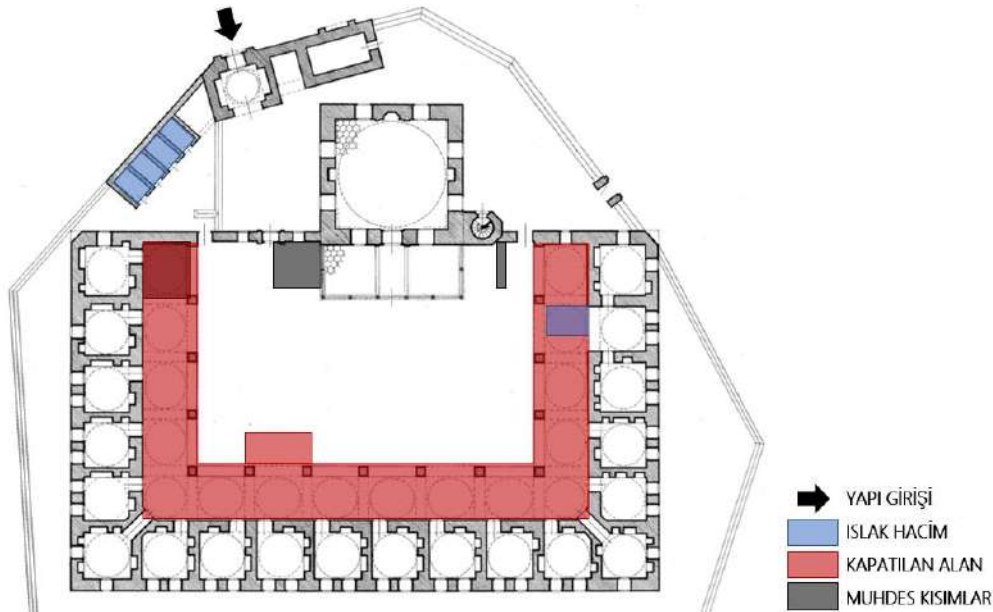 YAPI GİRİŞİ
ISLAK HACİM
KAPATILAN ALAN
MUHDES KISIMLAR